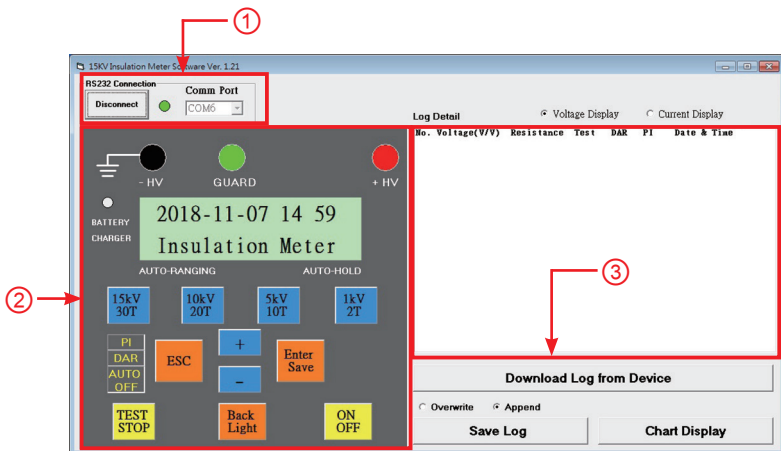 ①
15KV Insulation Meter Software Ver. 1.21
RS232 Connection
Comm Port
Disconnect
COM6
Log Detail
Voltage Display
Current Display
No. Voltage(V/V) Resistance Test DAR PI Date & Time
- HV
GUARD
+ HV
BATTERY
CHARGER
2018-11-07 14 59
Insulation Meter
AUTO-RANGING
AUTO-HOLD
②
③
15kV
30T
10kV
20T
5kV
10T
1kV
2T
PI
DAR
AUTO
OFF
ESC
+
−
Enter
Save
TEST
STOP
Back
Light
ON
OFF
Download Log from Device
Overwrite
Append
Save Log
Chart Display